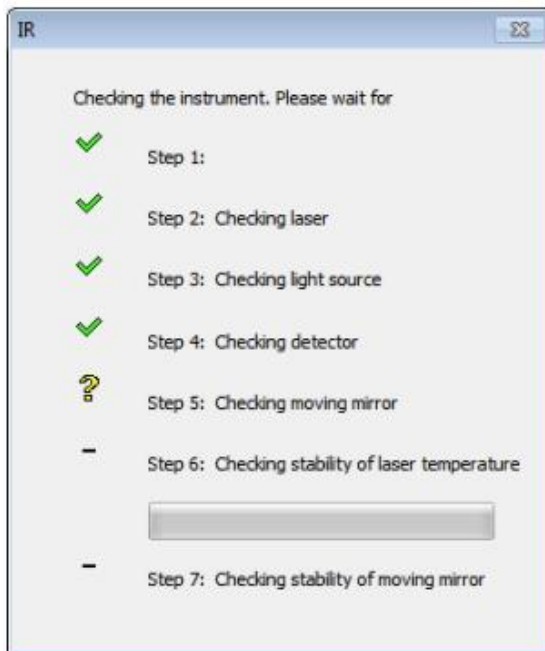 IR
Checking the instrument. Please wait for
Step 1:
Step 2: Checking laser
Step 3: Checking light source
Step 4: Checking detector
Step 5: Checking moving mirror
Step 6: Checking stability of laser temperature
Step 7: Checking stability of moving mirror